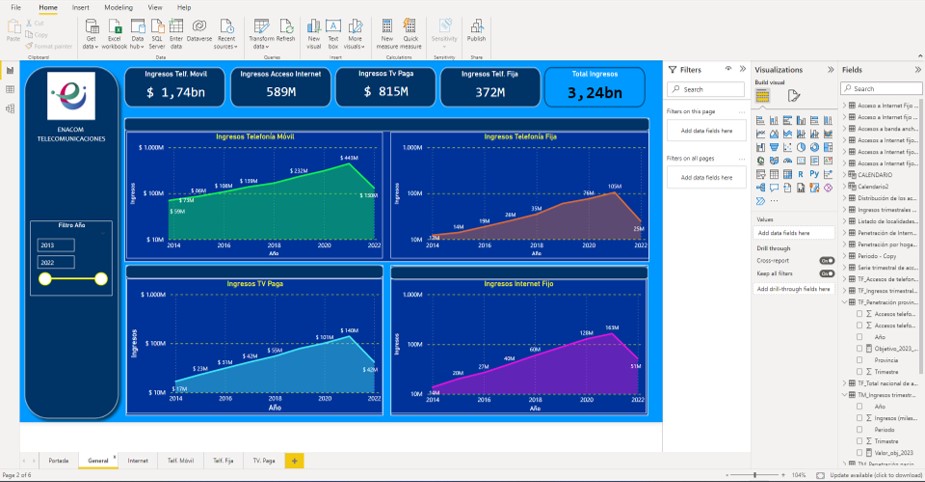 File Home Insert Modeling View Help
Paste
Cut
Copy
Format painter
Clipboard
Get data
Excel workbook
Data hub
SQL Server
Enter data
Dataverse
Recent sources
Data
Transform data
Refresh
Queries
New visual
Text box
More visuals
Insert
New measure
Quick measure
Calculations
Sensitivity
Sensitivity
Publish
Share
ENACOM
TELECOMUNICACIONES
Filtro Año
2013
2022
Ingresos Telf. Movil
$ 1,74bn
Ingresos Acceso Internet
589M
Ingresos Tv Paga
$ 815M
Ingresos Telf. Fija
372M
Total Ingresos
3,24bn
Ingresos Telefonía Móvil
Ingresos
$ 1.000M
$ 100M
$ 10M
$ 59M
$ 73M
$ 86M
$ 108M
$ 139M
$ 232M
$ 445M
$ 130M
2014 2016 2018 2020 2022
Año
Ingresos Telefonía Fija
Ingresos
1.000M
100M
10M
12M
14M
19M
26M
35M
76M
105M
25M
2014 2016 2018 2020 2022
Año
Ingresos TV Paga
Ingresos
$ 1.000M
$ 100M
$ 10M
$ 17M
$ 23M
$ 31M
$ 42M
$ 55M
$ 101M
$ 140M
$ 42M
2014 2016 2018 2020 2022
Año
Ingresos Internet Fijo
Ingresos
1.000M
100M
10M
14M
20M
27M
40M
60M
128M
161M
51M
2014 2016 2018 2020 2022
Año
Filters
Search
Filters on this page ...
Add data fields here
Filters on all pages ...
Add data fields here
Visualizations
Build visual
R Py
...
Values
Add data fields here
Drill through
Cross-report On
Keep all filters On
Add drill-through fields here
Fields
Search
Acceso a Internet Fijo ...
Acceso a Internet fijo ...
Acceso a banda anch...
Acceso a Internet Fijo...
Acceso a Internet fijo...
Acceso a Internet fijo...
CALENDARIO
Calendario2
Distribución de los ac...
Ingresos trimestrales ...
Listado de localidades...
Penetración de Intern...
Penetración por hoga...
Periodo - Copy
Serie trimestral de acc...
TF_Accesos de telefon...
TF_Ingresos trimestral...
TF_Penetración provin...
Accesos telefo...
Accesos telefo...
Año
Objetivo_2023_...
Provincia
Trimestre
TF_Total nacional de a...
TM_Ingresos trimestr...
Año
Ingresos (miles...
Periodo
Trimestre
Valor_obj_2023
Portada General Internet Telf. Movil Telf. Fija TV. Paga +
Page 2 of 6
104%
Update available (click to download)